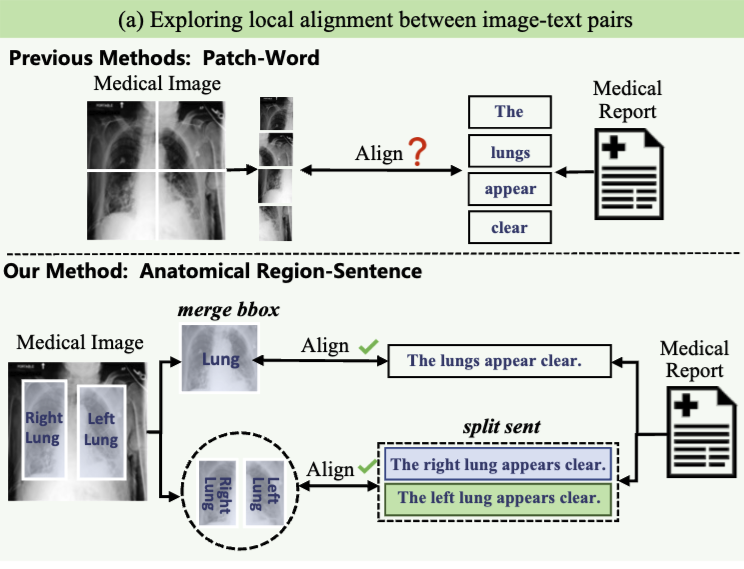 (a) Exploring local alignment between image-text pairs
Previous Methods: Patch-Word
Medical Image
Medical
Report
The
lungs
appear
clear
Align ?
Our Method: Anatomical Region-Sentence
merge bbox
Medical Image
Lung
Align
The lungs appear clear.
Medical
Report
Right
Lung
Left
Lung
split sent
Right
Lung
Left
Lung
Align
The right lung appears clear.
The left lung appears clear.